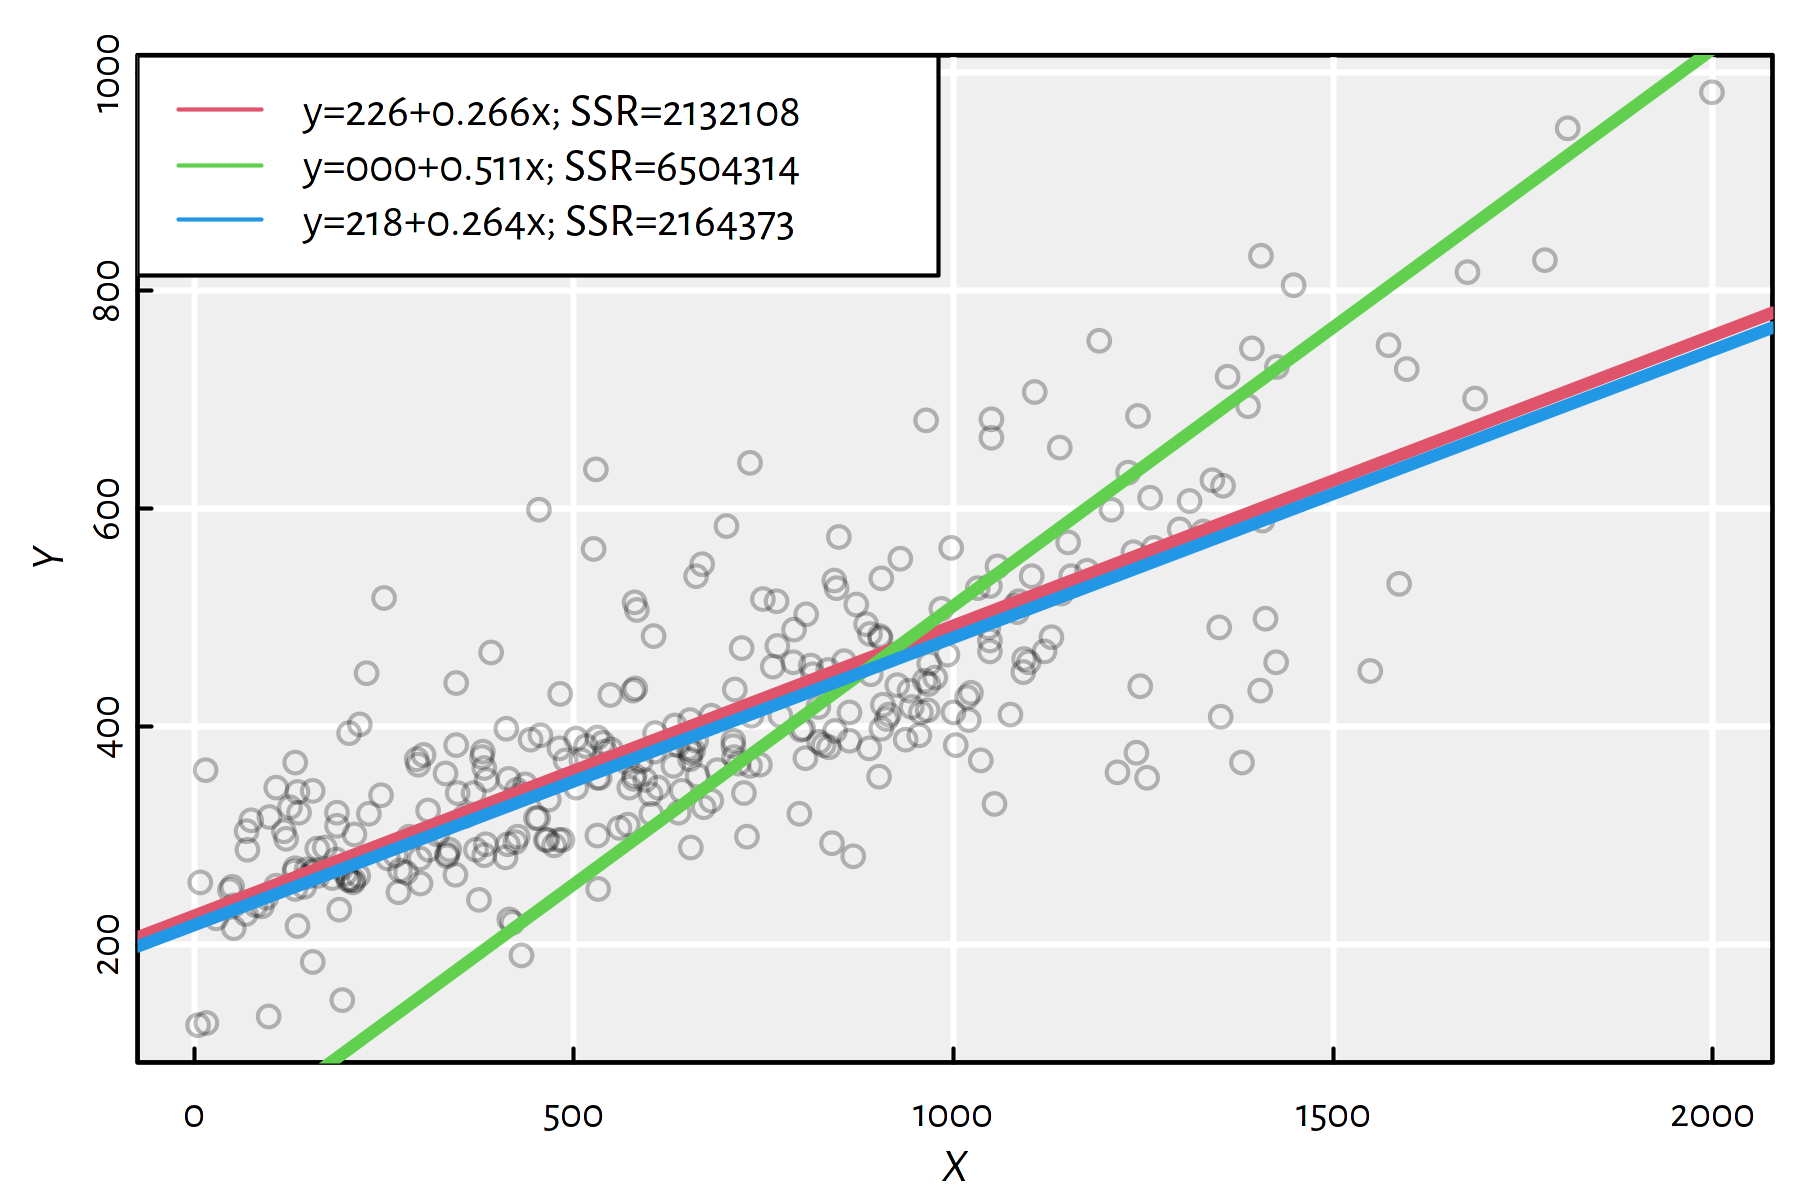 y=226+0.266x; SSR=2132108
y=000+0.511x; SSR=6504314
y=218+0.264x; SSR=2164373
1000
800
600
400
200
Y
0 500 1000 1500 2000
X